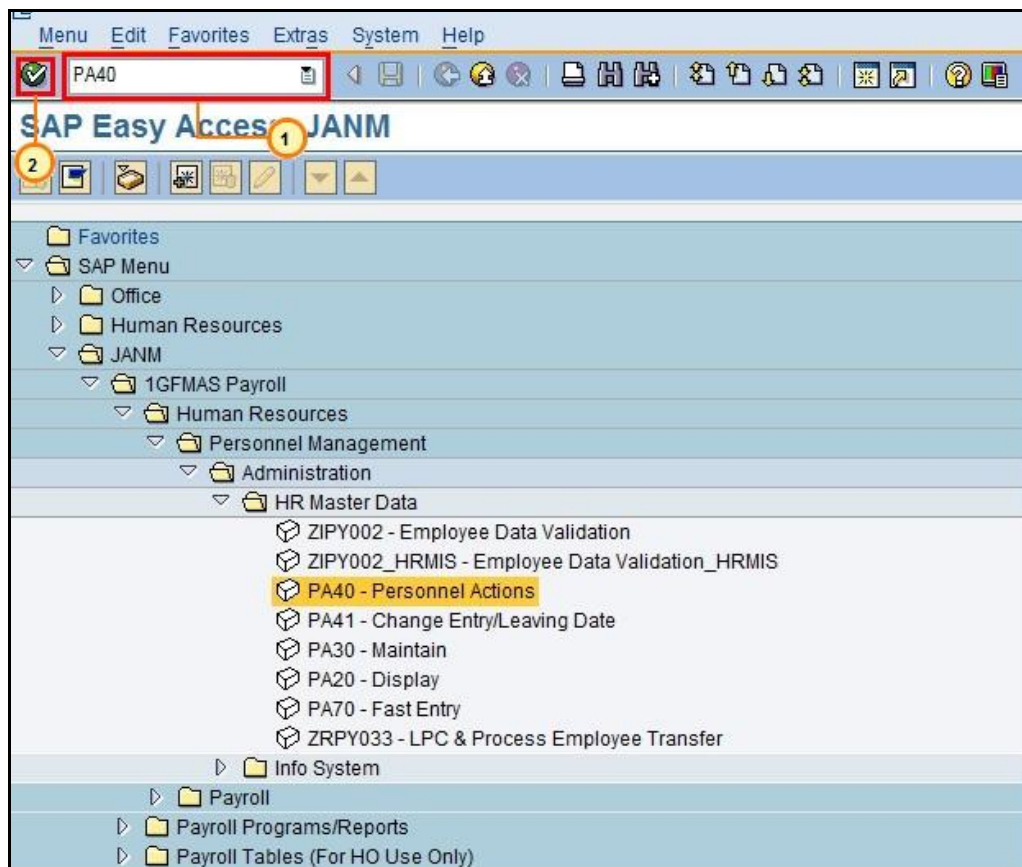 Menu Edit Favorites Extras System Help
PA40
SAP Easy Access JANM
1
2
Favorites
SAP Menu
Office
Human Resources
JANM
1GFMAS Payroll
Human Resources
Personnel Management
Administration
HR Master Data
ZIPY002 - Employee Data Validation
ZIPY002_HRMIS - Employee Data Validation_HRMIS
PA40 - Personnel Actions
PA41 - Change Entry/Leaving Date
PA30 - Maintain
PA20 - Display
PA70 - Fast Entry
ZRPY033 - LPC & Process Employee Transfer
Info System
Payroll
Payroll Programs/Reports
Payroll Tables (For HO Use Only)